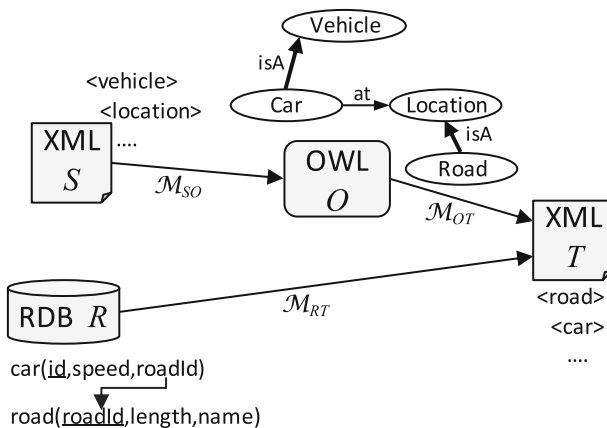 Vehicle
isA
<vehicle>
<location>
....
Car
at
Location
isA
Road
XML
S
M_SO
OWL
O
M_OT
XML
T
<road>
<car>
....
RDB R
M_RT
car(id,speed,roadId)
road(roadId,length,name)